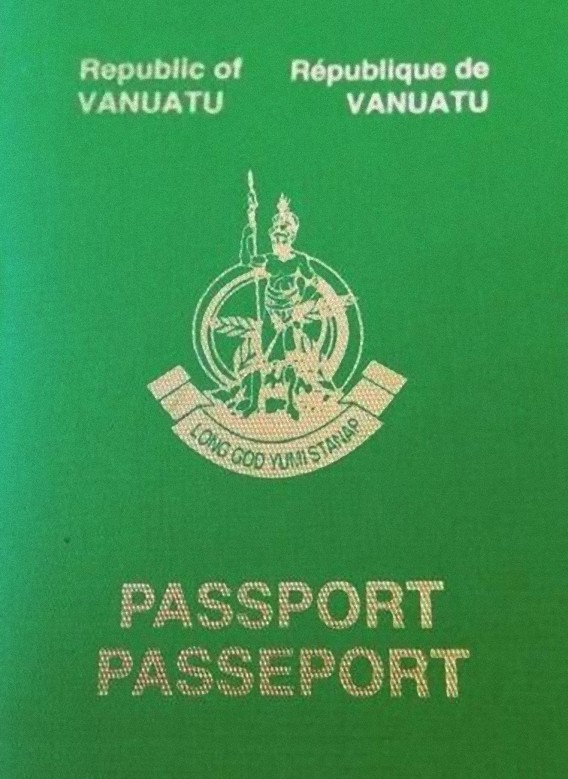 Republic of République de
VANUATU VANUATU
LONG GOD YUMI STANAP
PASSPORT
PASSEPORT